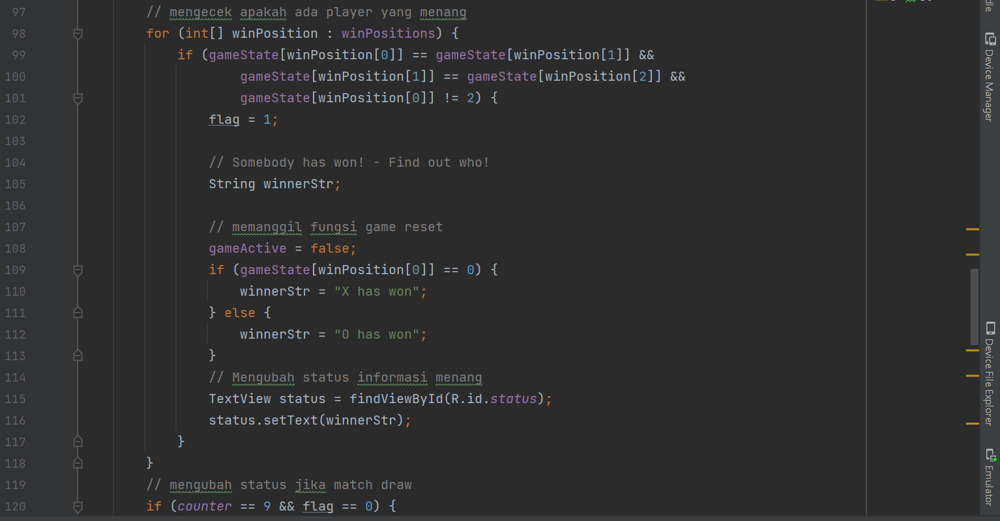 97 // mengecek apakah ada player yang menang
98 for (int[] winPosition : winPositions) {
99 if (gameState[winPosition[0]] == gameState[winPosition[1]] &&
100 gameState[winPosition[1]] == gameState[winPosition[2]] &&
101 gameState[winPosition[0]] != 2) {
102 flag = 1;
103
104 // Somebody has won! - Find out who!
105 String winnerStr;
106
107 // memanggil fungsi game reset
108 gameActive = false;
109 if (gameState[winPosition[0]] == 0) {
110 winnerStr = "X has won";
111 } else {
112 winnerStr = "O has won";
113 }
114 // Mengubah status informasi menang
115 TextView status = findViewById(R.id.status);
116 status.setText(winnerStr);
117 }
118 }
119 // mengubah status jika match draw
120 if (counter == 9 && flag == 0) {
Device Manager
Device File Explorer
Emulator